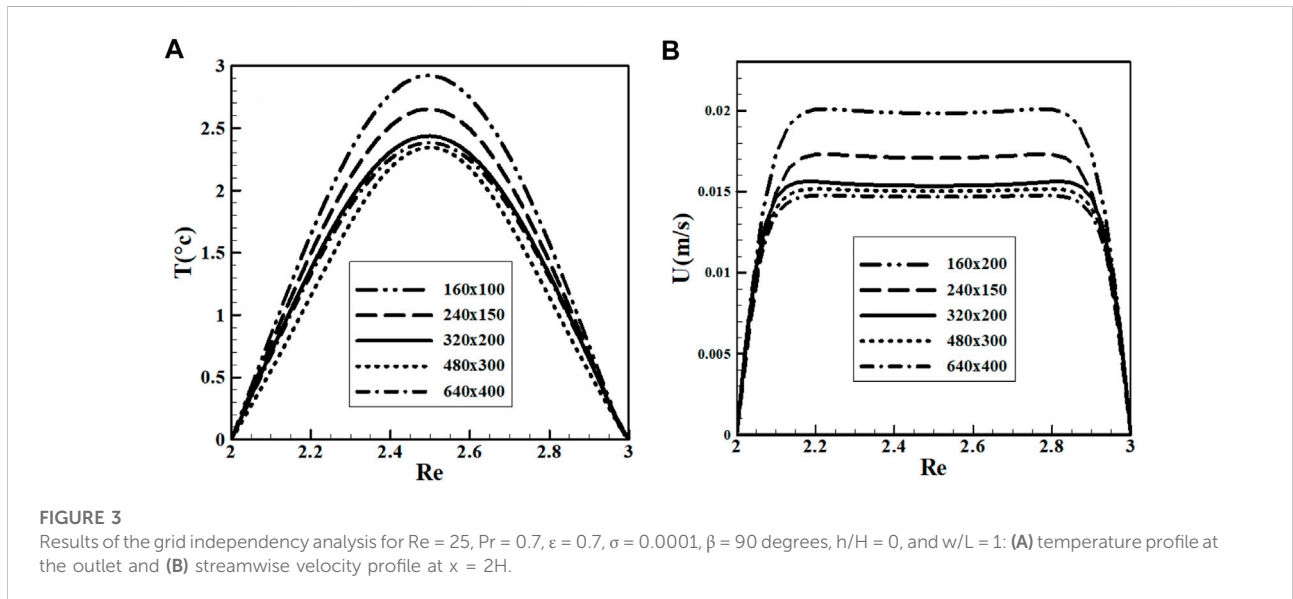 A
3
2.5
2
1.5
1
0.5
0
T(°c)
160x100
240x150
320x200
480x300
640x400
2 2.2 2.4 2.6 2.8 3
Re
B
0.02
0.015
0.01
0.005
0
U(m/s)
160x200
240x150
320x200
480x300
640x400
2 2.2 2.4 2.6 2.8 3
Re
FIGURE 3
Results of the grid independency analysis for Re = 25, Pr = 0.7, ε = 0.7, σ = 0.0001, β = 90 degrees, h/H = 0, and w/L = 1: (A) temperature profile at
the outlet and (B) streamwise velocity profile at x = 2H.